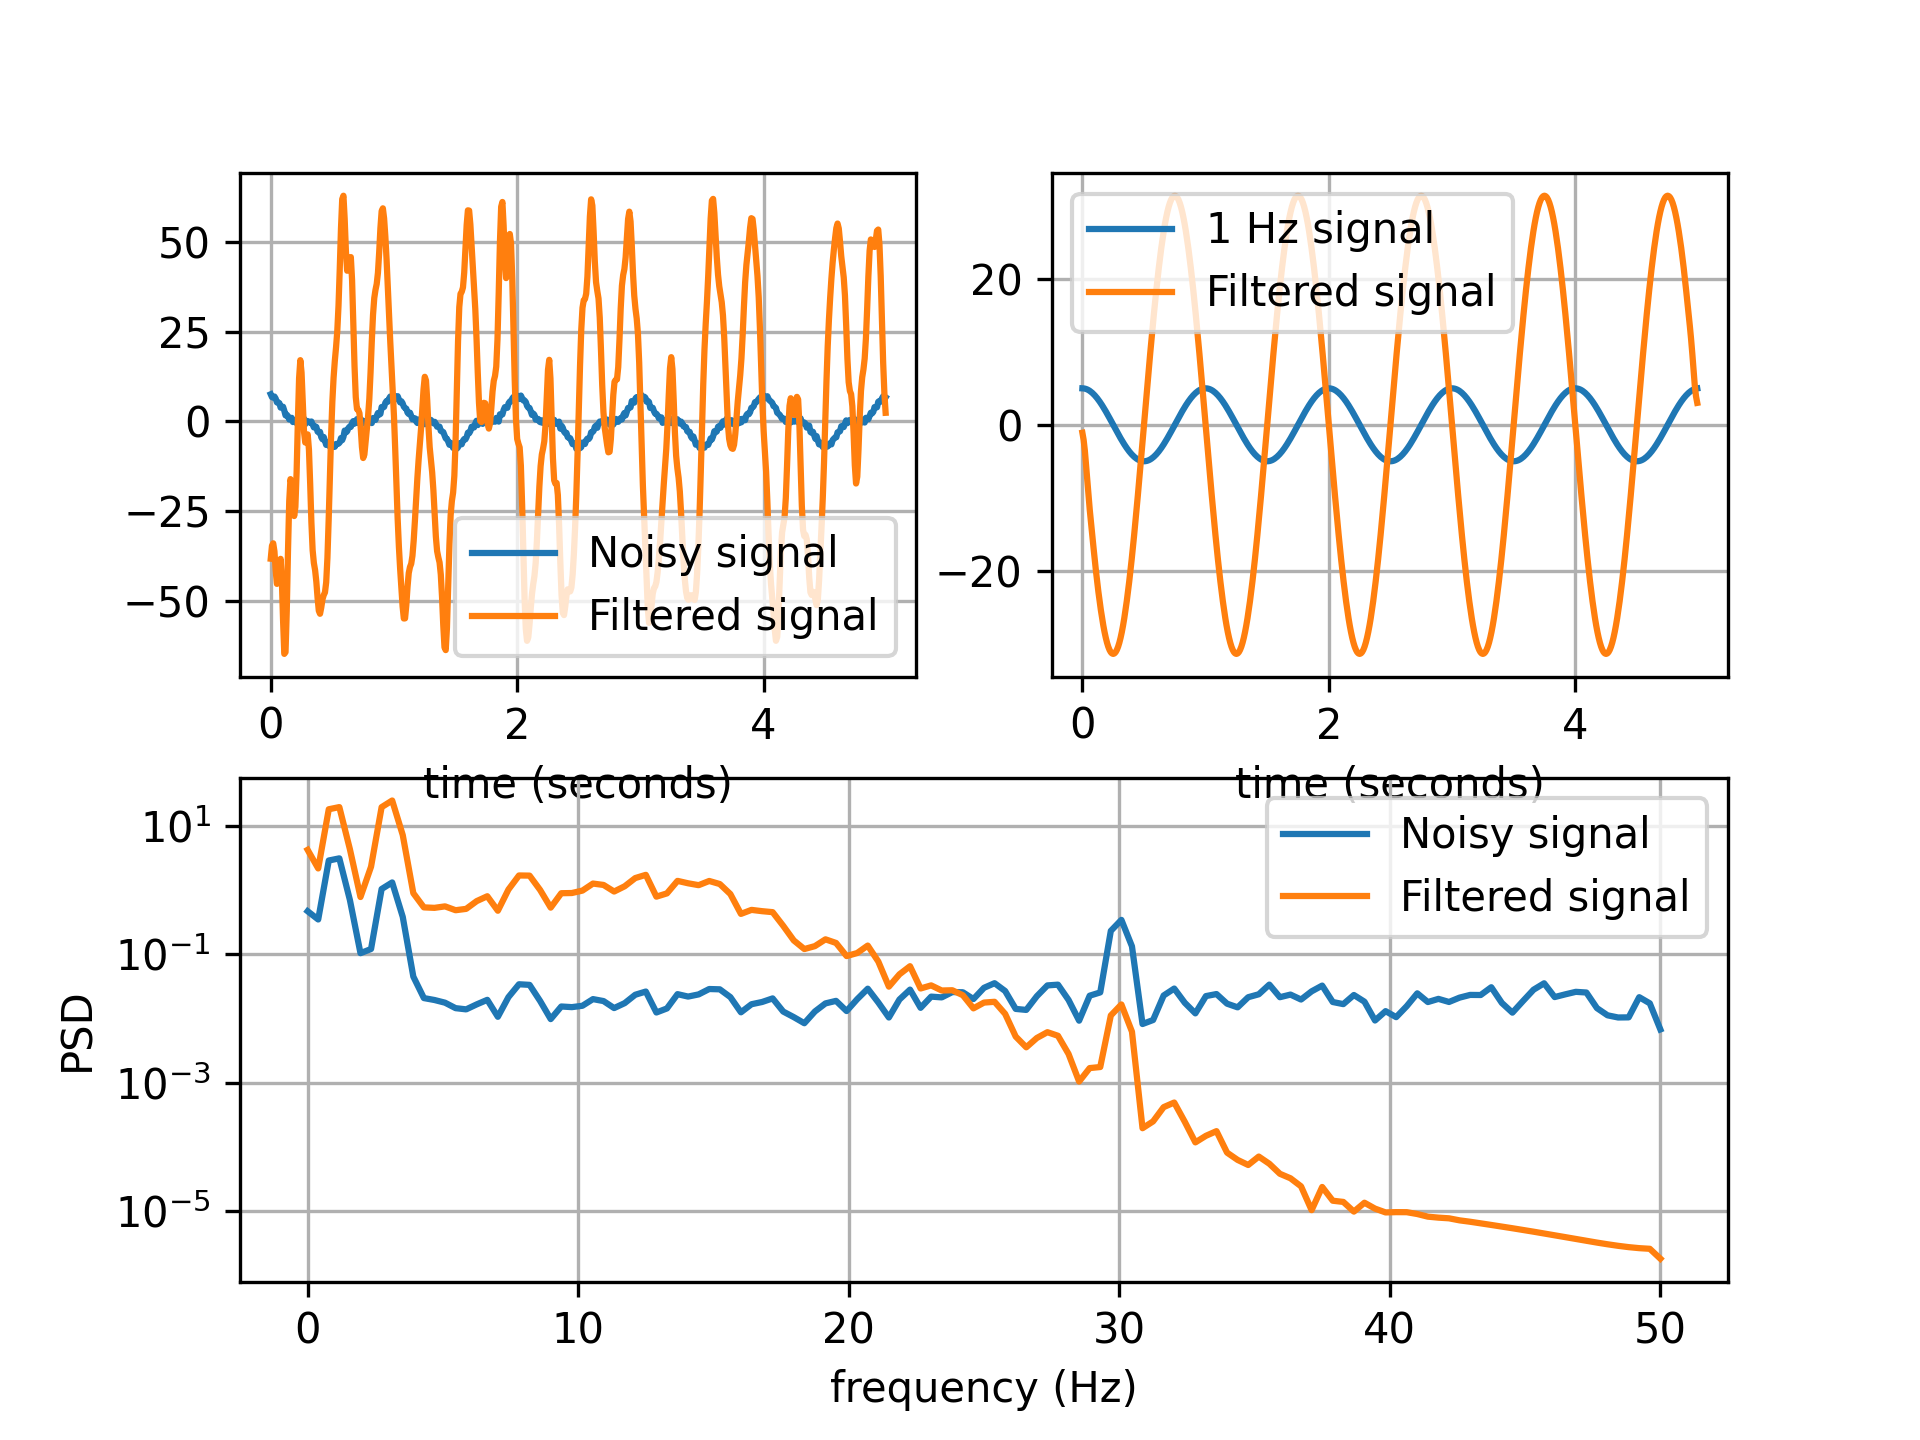 50
25
0
−25
−50
Noisy signal
Filtered signal
0 2 4
time (seconds)
20
0
−20
1 Hz signal
Filtered signal
0 2 4
time (seconds)
PSD
10¹
10⁻¹
10⁻³
10⁻⁵
Noisy signal
Filtered signal
0 10 20 30 40 50
frequency (Hz)